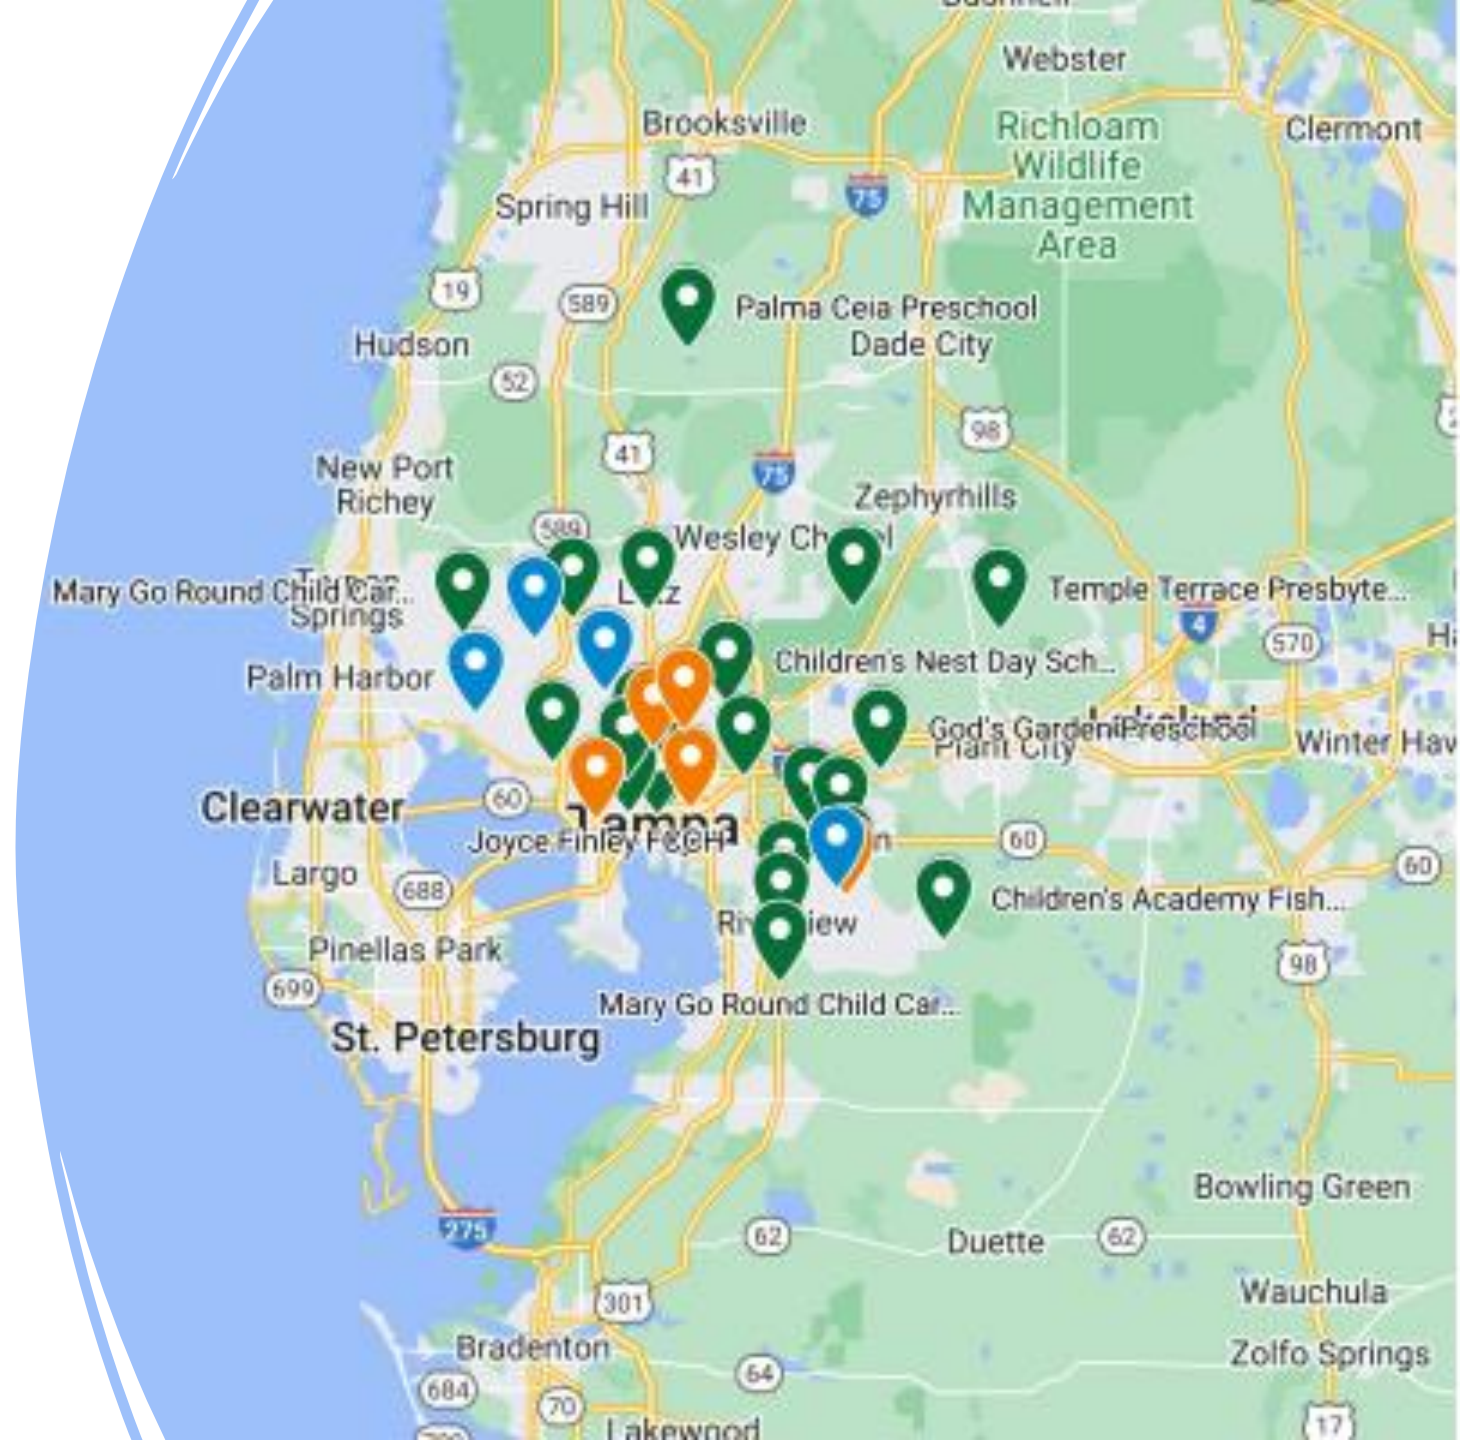 Webster
Brooksville
Richloam
Wildlife
Management
Area
Clermont
41
75
Spring Hill
19
589
Palma Ceia Preschool
Hudson
Dade City
52
98
41
New Port
Richey
75
Zephyrhills
589
Wesley
Mary Go Round Child Car...
Springs
Temple Terrace Presbyte...
4
570
Palm Harbor
Children's Nest Day Sch...
God's Garden Preschool
Plant City
Winter Hav
Clearwater
60
Tampa
Joyce Finley FCCH
60
60
Largo
688
Children's Academy Fish...
Pinellas Park
98
699
Mary Go Round Child Car...
St. Petersburg
Bowling Green
275
62
Duette
62
Wauchula
301
Bradenton
Zolfo Springs
64
684
70
17
Lakewood